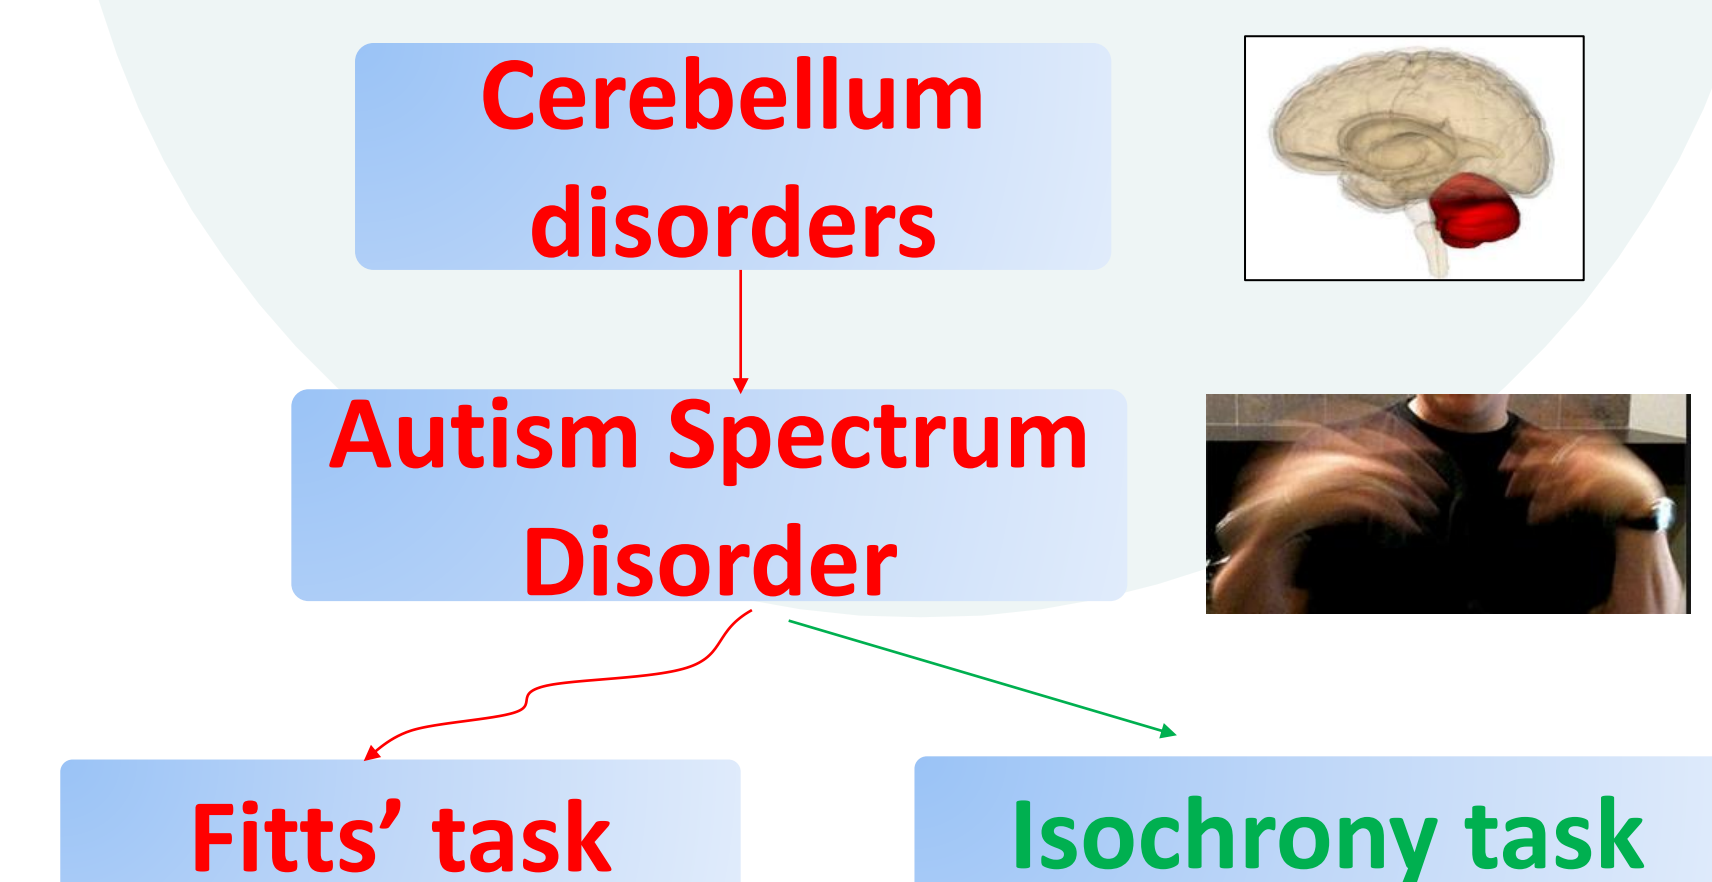 Cerebellum
disorders
Autism Spectrum
Disorder
Fitts’ task
Isochrony task